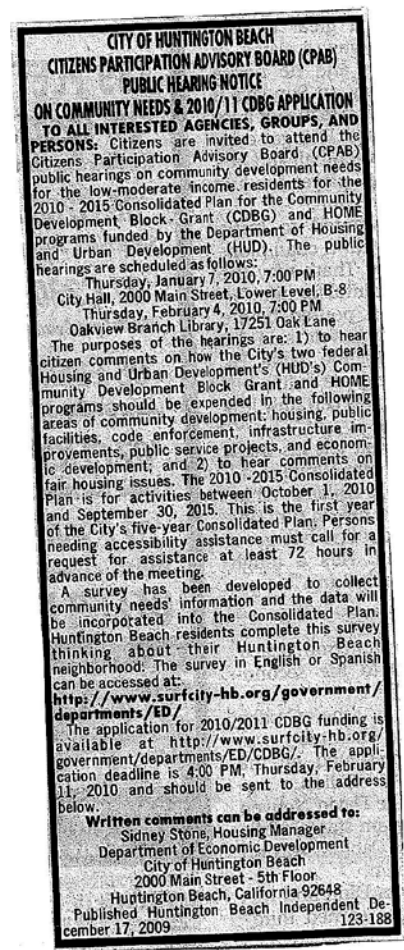 CITY OF HUNTINGTON BEACH
CITIZENS PARTICIPATION ADVISORY BOARD (CPAB)
PUBLIC HEARING NOTICE
ON COMMUNITY NEEDS & 2010/11 CDBG APPLICATION
TO ALL INTERESTED AGENCIES, GROUPS, AND
PERSONS: Citizens are invited to attend the
Citizens Participation Advisory Board (CPAB)
public hearings on community development needs
for the low-moderate income residents for the
2010 - 2015 Consolidated Plan for the Community
Development Block Grant (CDBG) and HOME
programs funded by the Department of Housing
and Urban Development (HUD). The public
hearings are scheduled as follows:
Thursday, January 7, 2010, 7:00 PM
City Hall, 2000 Main Street, Lower Level, B-8
Thursday, February 4, 2010, 7:00 PM
Oakview Branch Library, 17251 Oak Lane
The purposes of the hearings are: 1) to hear
citizen comments on how the City's two federal
Housing and Urban Development's (HUD's) Com-
munity Development Block Grant and HOME
programs should be expended in the following
areas of community development: housing, public
facilities, code enforcement, infrastructure im-
provements, public service projects, and econom-
ic development; and 2) to hear comments on
fair housing issues. The 2010 -2015 Consolidated
Plan is for activities between October 1, 2010
and September 30, 2015. This is the first year
of the City's five-year Consolidated Plan. Persons
needing accessibility assistance must call for a
request for assistance at least 72 hours in
advance of the meeting.
A survey has been developed to collect
community needs' information and the data will
be incorporated into the Consolidated Plan.
Huntington Beach residents complete this survey
thinking about their Huntington Beach
neighborhood. The survey in English or Spanish
can be accessed at:
http://www.surfcity-hb.org/government/
departments/ED/
The application for 2010/2011 CDBG funding is
available at http://www.surfcity-hb.org/
government/departments/ED/CDBG/. The appli-
cation deadline is 4:00 PM, Thursday, February
11, 2010 and should be sent to the address
below.
Written comments can be addressed to:
Sidney Stone, Housing Manager
Department of Economic Development
City of Huntington Beach
2000 Main Street - 5th Floor
Huntington Beach, California 92648
Published Huntington Beach Independent De-
cember 17, 2009 123-188